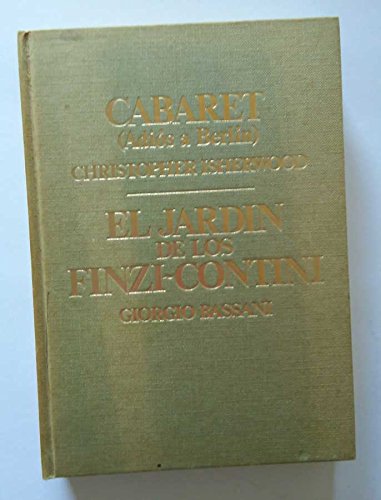 CABARET
(Adiós a Berlín)
CHRISTOPHER ISHERWOOD
EL JARDIN
DE LOS
FINZI-CONTINI
GIORGIO BASSANI